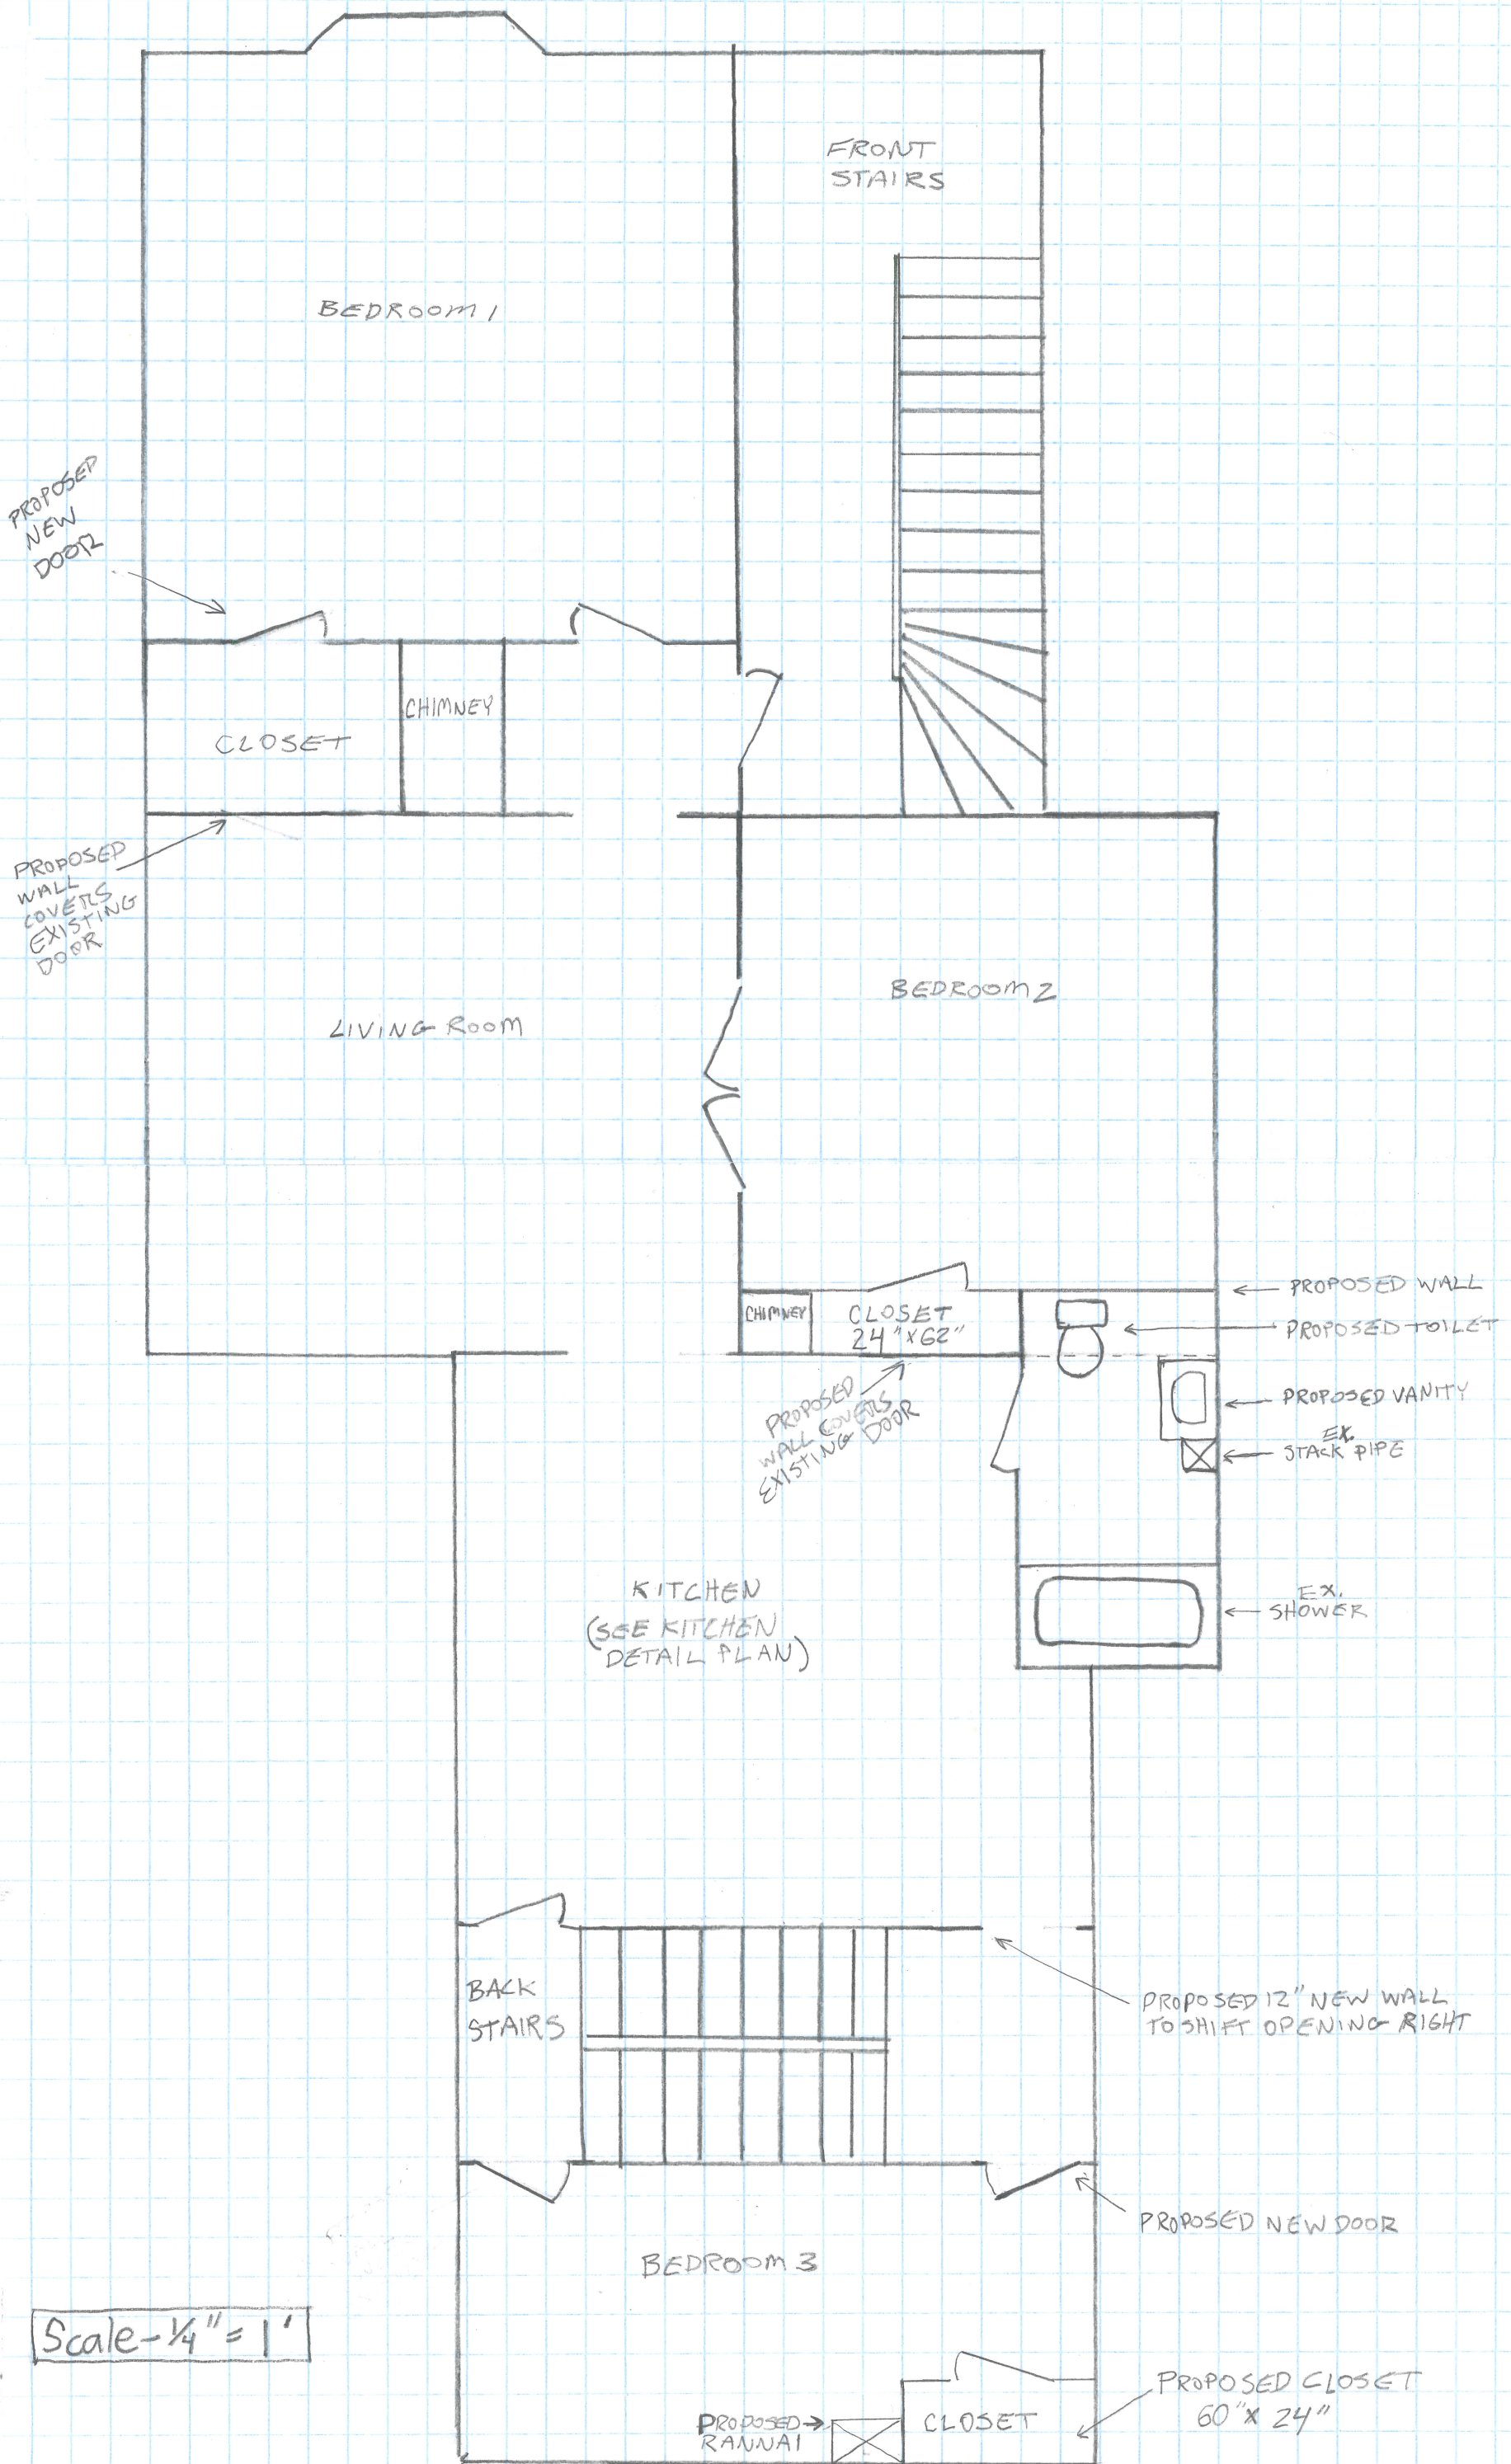 FRONT
STAIRS
BEDROOM 1
PROPOSED
NEW
DOOR
CHIMNEY
CLOSET
PROPOSED
WALL
COVERS
EXISTING
DOOR
BEDROOM 2
LIVING ROOM
PROPOSED WALL
CHIMNEY
CLOSET
24"X62"
PROPOSED TOILET
PROPOSED
WALL COVERS
EXISTING DOOR
PROPOSED VANITY
EX.
STACK PIPE
KITCHEN
(SEE KITCHEN
DETAIL PLAN)
EX.
SHOWER
BACK
STAIRS
PROPOSED 12" NEW WALL
TO SHIFT OPENING RIGHT
PROPOSED NEW DOOR
BEDROOM 3
Scale-1/4" = 1'
PROPOSED CLOSET
60"X 24"
PROPOSED
RANNAI
CLOSET